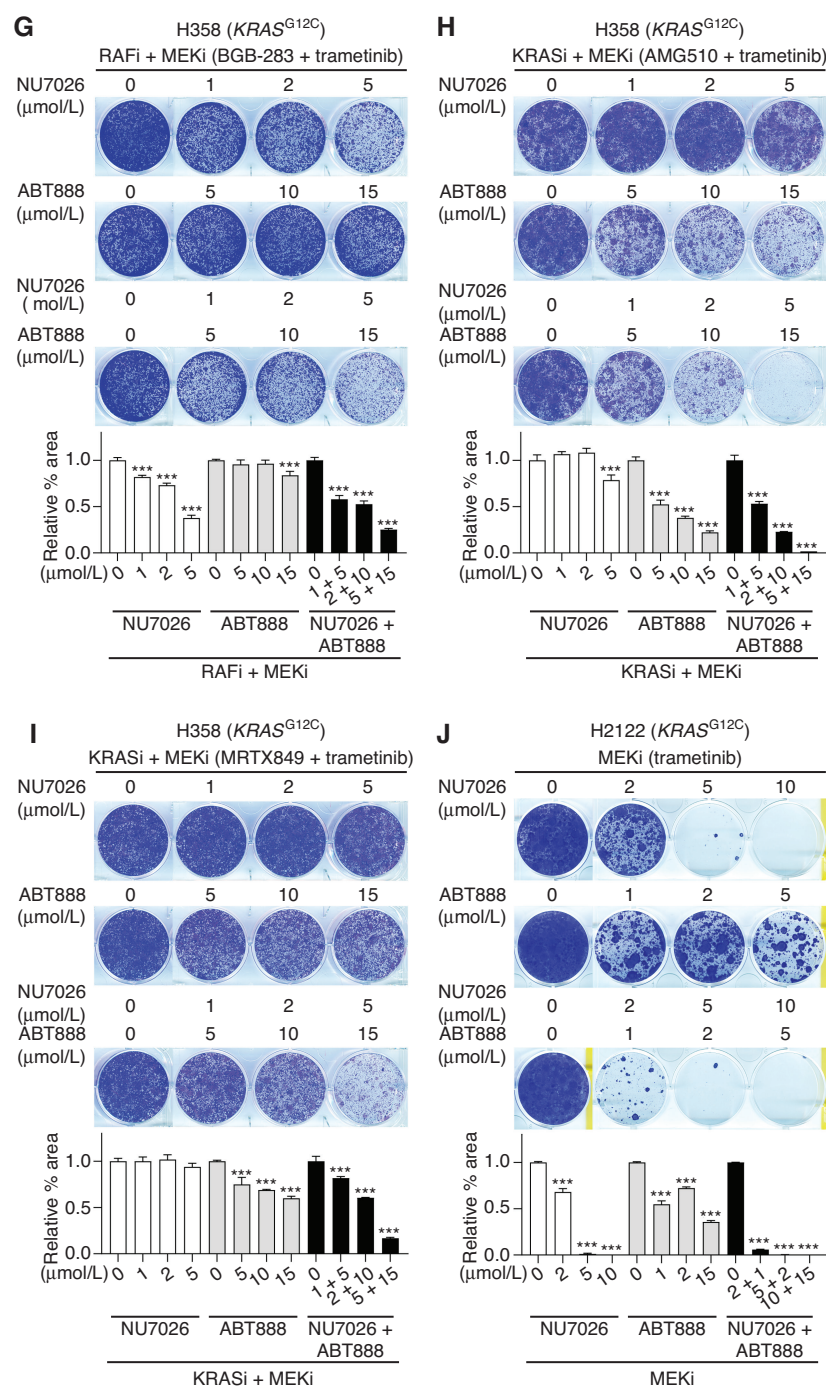 G
H358 (KRAS^G12C)
RAFi + MEKi (BGB-283 + trametinib)
NU7026 0 1 2 5
(μmol/L)
ABT888 0 5 10 15
(μmol/L)
NU7026
( mol/L) 0 1 2 5
ABT888 0 5 10 15
(μmol/L)
Relative % area
1.0
0.5
0.0
*** *** *** *** *** *** ***
(μmol/L) 0 1 2 5 0 5 10 15 0 1 + 5 2 + 10 5 + 15
NU7026 ABT888 NU7026 +
ABT888
RAFi + MEKi
H
H358 (KRAS^G12C)
KRASi + MEKi (AMG510 + trametinib)
NU7026 0 1 2 5
(μmol/L)
ABT888 0 5 10 15
(μmol/L)
NU7026
(μmol/L) 0 1 2 5
ABT888 0 5 10 15
(μmol/L)
Relative % area
1.0
0.5
0.0
*** *** *** *** *** *** ***
(μmol/L) 0 1 2 5 0 5 10 15 0 1 + 5 2 + 10 5 + 15
NU7026 ABT888 NU7026 +
ABT888
KRASi + MEKi
I
H358 (KRAS^G12C)
KRASi + MEKi (MRTX849 + trametinib)
NU7026 0 1 2 5
(μmol/L)
ABT888 0 5 10 15
(μmol/L)
NU7026
(μmol/L) 0 1 2 5
ABT888 0 5 10 15
(μmol/L)
Relative % area
1.0
0.5
0.0
*** *** *** *** *** ***
(μmol/L) 0 1 2 5 0 5 10 15 0 1 + 5 2 + 10 5 + 15
NU7026 ABT888 NU7026 +
ABT888
KRASi + MEKi
J
H2122 (KRAS^G12C)
MEKi (trametinib)
NU7026 0 2 5 10
(μmol/L)
ABT888 0 1 2 5
(μmol/L)
NU7026
(μmol/L) 0 2 5 10
ABT888 0 1 2 5
(μmol/L)
Relative % area
1.0
0.5
0.0
*** *** *** *** *** *** *** *** ***
(μmol/L) 0 2 5 10 0 1 2 15 0 2 + 1 5 + 2 10 + 15
NU7026 ABT888 NU7026 +
ABT888
MEKi